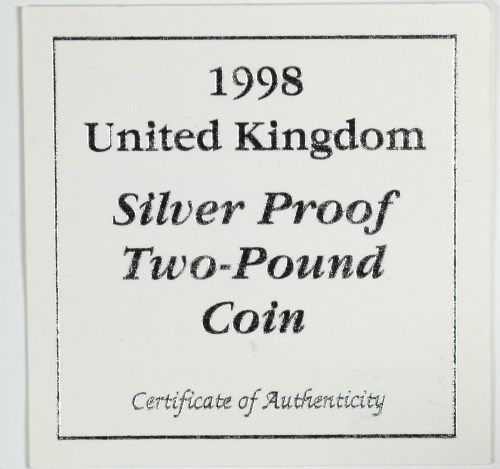 1998
United Kingdom
Silver Proof
Two-Pound
Coin
Certificate of Authenticity